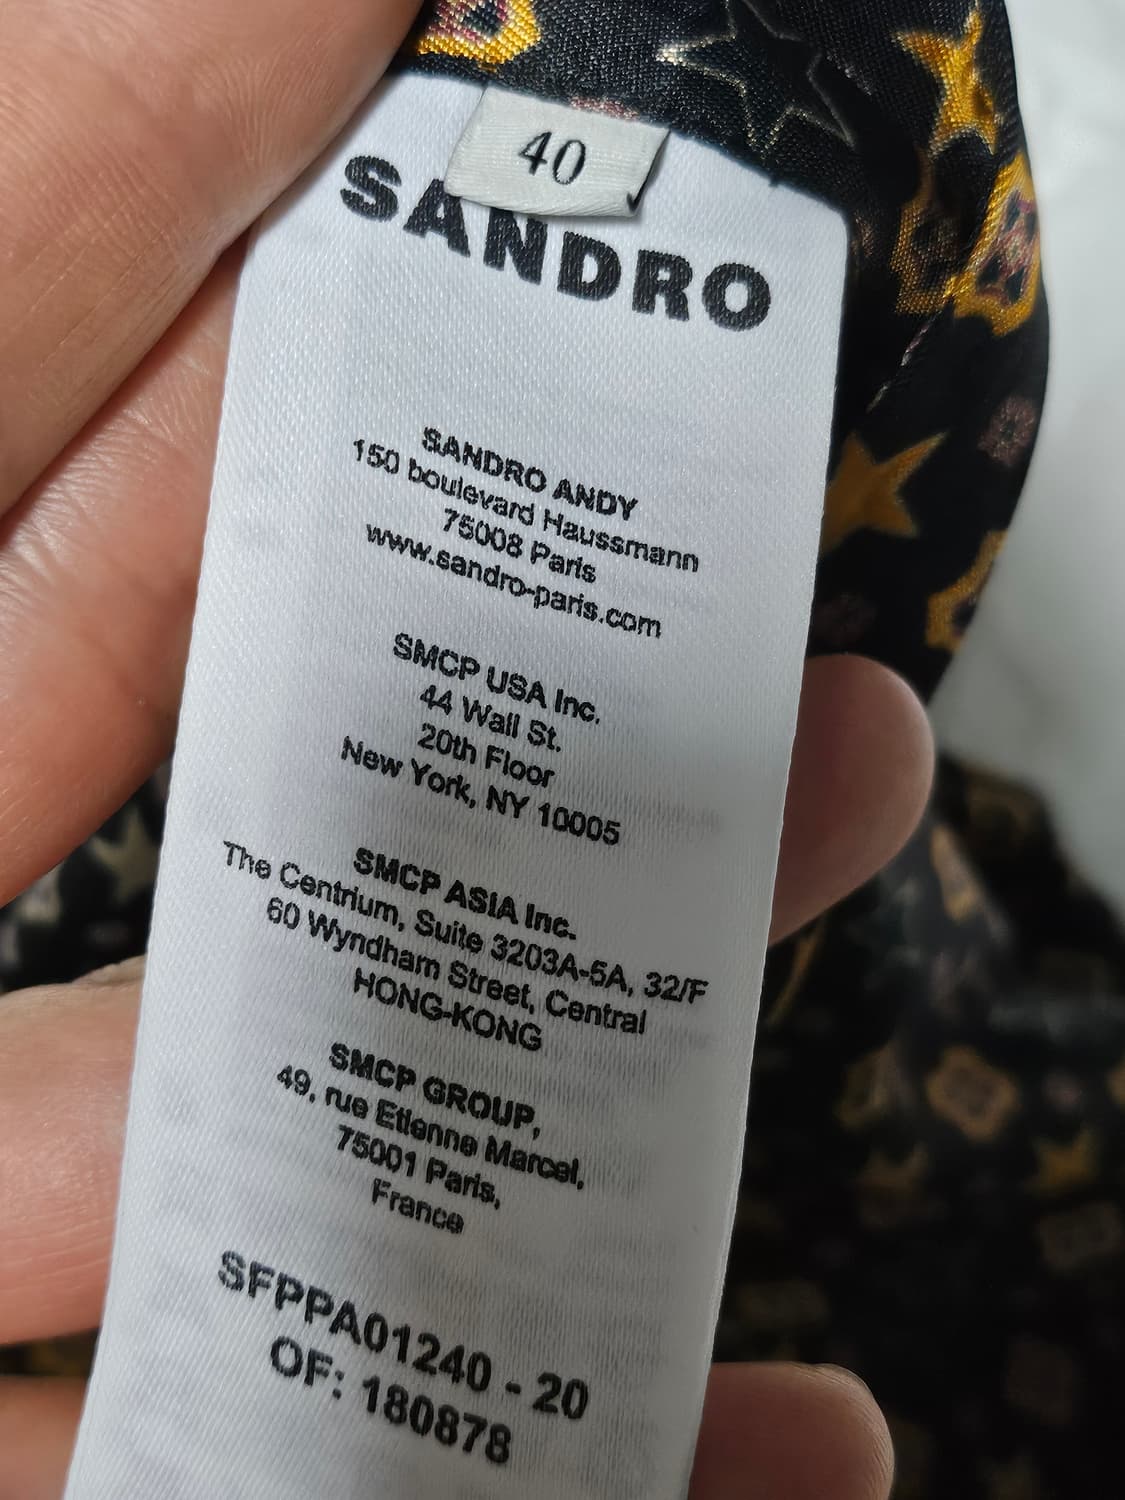 40
SANDRO
SANDRO ANDY
150 boulevard Haussmann
75008 Paris
www.sandro-paris.com
SMCP USA Inc.
44 Wall St.
20th Floor
New York, NY 10005
SMCP ASIA Inc.
The Centrium, Suite 3203A-5A, 32/F
60 Wyndham Street, Central
HONG-KONG
SMCP GROUP,
49, rue Etienne Marcel,
75001 Paris,
France
SFPPA01240 - 20
OF: 180878